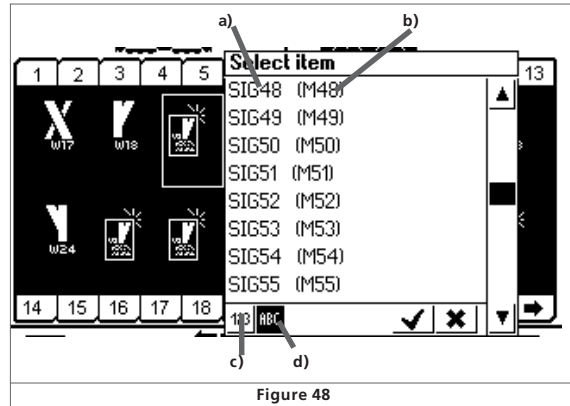 a) b)
Select item
1 2 3 4 5 13
SIG48 (M48)
SIG49 (M49)
W17 W18
SIG50 (M50)
SIG51 (M51)
SIG52 (M52)
SIG53 (M53)
W24
SIG54 (M54)
SIG55 (M55)
14 15 16 17 18 123 ABC
c) d)
Figure 48